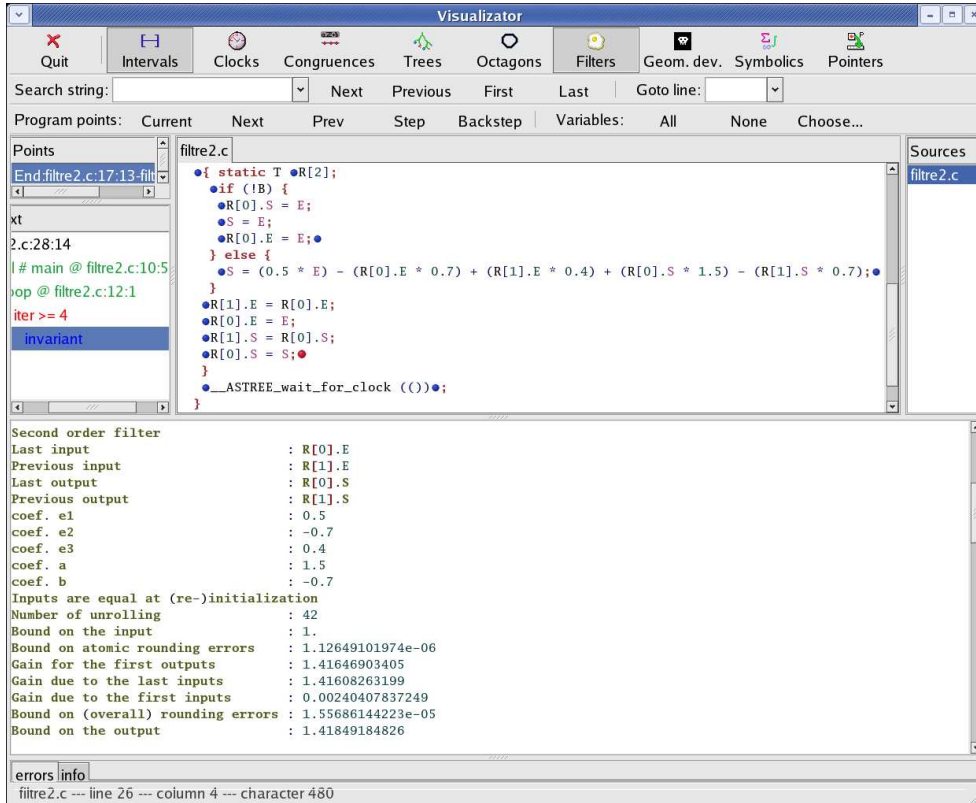 Visualizator
Quit Intervals Clocks Congruences Trees Octagons Filters Geom. dev. Symbolics Pointers
Search string: Next Previous First Last Goto line:
Program points: Current Next Prev Step Backstep Variables: All None Choose...
Points
End:filtre2.c:17:13-filt
xt
2.c:28:14
l # main @ filtre2.c:10:5
oop @ filtre2.c:12:1
iter >= 4
invariant
filtre2.c
{ static T R[2];
if (!B) {
R[0].S = E;
S = E;
R[0].E = E;
} else {
S = (0.5 * E) - (R[0].E * 0.7) + (R[1].E * 0.4) + (R[0].S * 1.5) - (R[1].S * 0.7);
}
R[1].E = R[0].E;
R[0].E = E;
R[1].S = R[0].S;
R[0].S = S;
}
__ASTREE_wait_for_clock (());
}
Sources
filtre2.c
Second order filter
Last input : R[0].E
Previous input : R[1].E
Last output : R[0].S
Previous output : R[1].S
coef. e1 : 0.5
coef. e2 : -0.7
coef. e3 : 0.4
coef. a : 1.5
coef. b : -0.7
Inputs are equal at (re-)initialization
Number of unrolling : 42
Bound on the input : 1.
Bound on atomic rounding errors : 1.12649101974e-06
Gain for the first outputs : 1.41646903405
Gain due to the last inputs : 1.41608263199
Gain due to the first inputs : 0.00240407837249
Bound on (overall) rounding errors : 1.55686144223e-05
Bound on the output : 1.41849184826
errors info
filtre2.c --- line 26 --- column 4 --- character 480